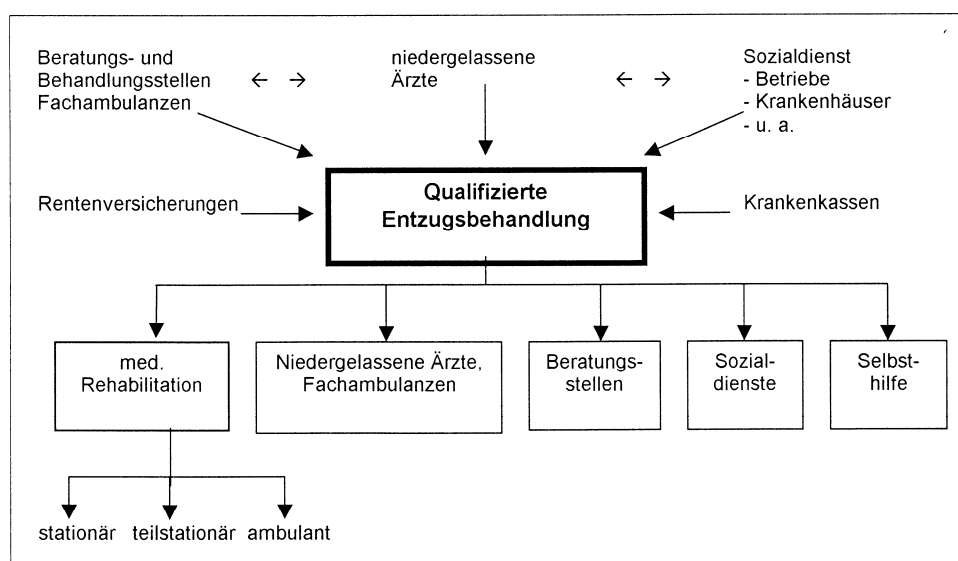 Beratungs- und
Behandlungsstellen
Fachambulanzen
← →
niedergelassene
Ärzte
← →
Sozialdienst
- Betriebe
- Krankenhäuser
- u. a.
Rentenversicherungen
Qualifizierte
Entzugsbehandlung
Krankenkassen
med.
Rehabilitation
Niedergelassene Ärzte,
Fachambulanzen
Beratungs-
stellen
Sozial-
dienste
Selbst-
hilfe
stationär
teilstationär
ambulant